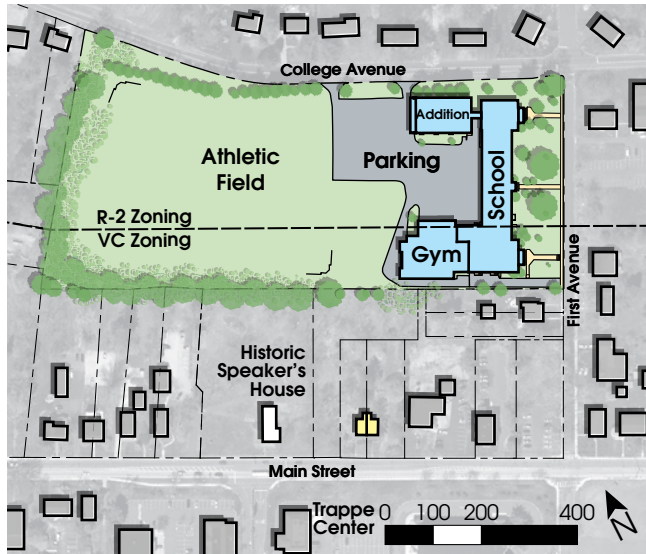 College Avenue
Addition
Athletic
Field
Parking
School
R-2 Zoning
VC Zoning
Gym
First Avenue
Historic
Speaker's
House
Main Street
Trappe
Center
0 100 200 400
N